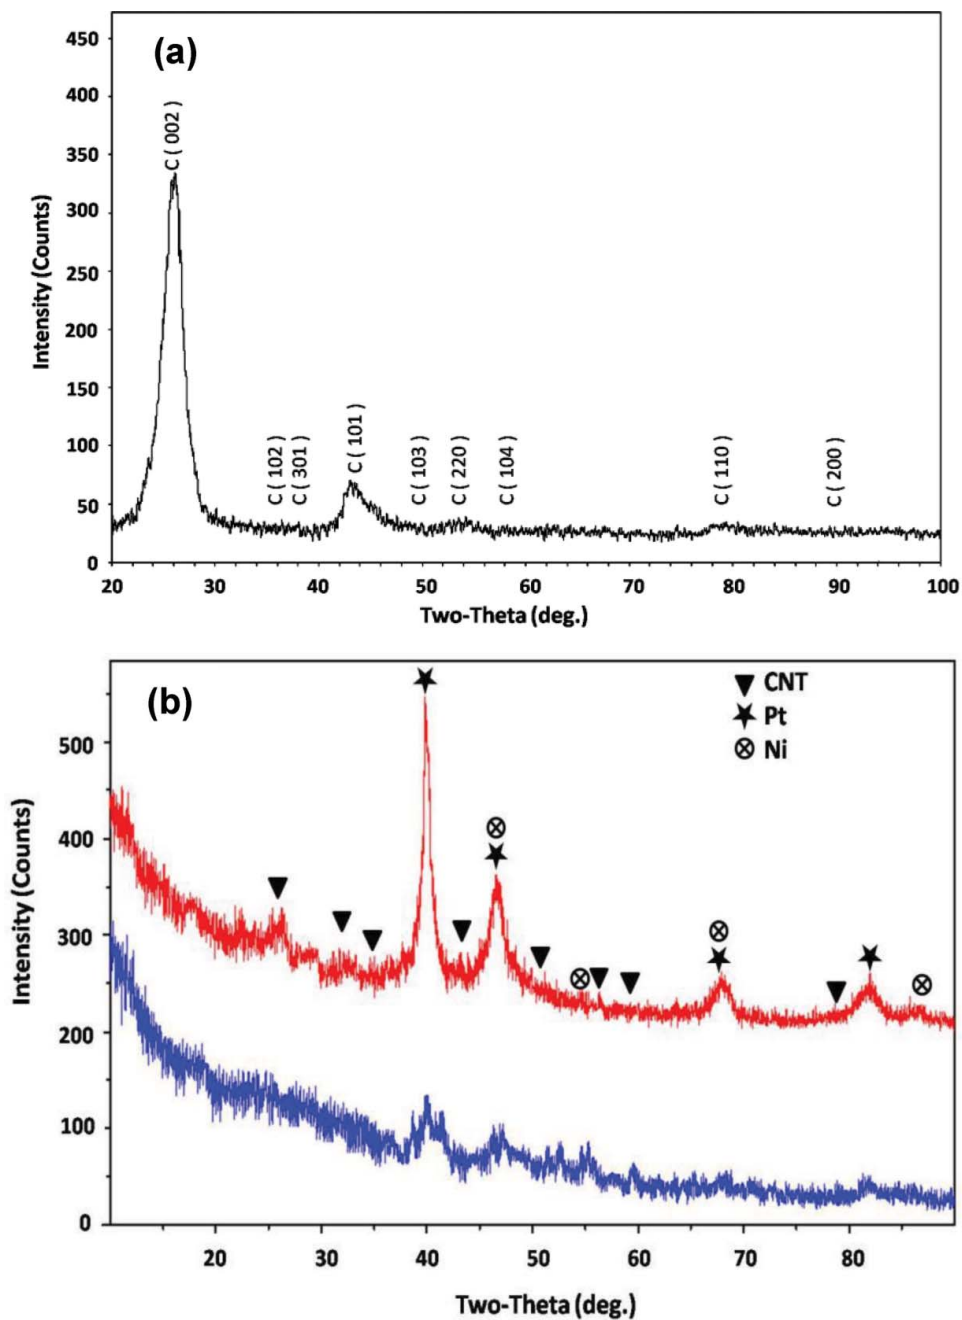 (a)
Intensity (Counts)
450
400
350
300
250
200
150
100
50
0
C ( 002 )
C ( 102 )
C ( 301 )
C ( 101 )
C ( 103 )
C ( 220 )
C ( 104 )
C ( 110 )
C ( 200 )
20 30 40 50 60 70 80 90 100
Two-Theta (deg.)
(b)
CNT
Pt
Ni
Intensity (Counts)
500
400
300
200
100
0
20 30 40 50 60 70 80
Two-Theta (deg.)